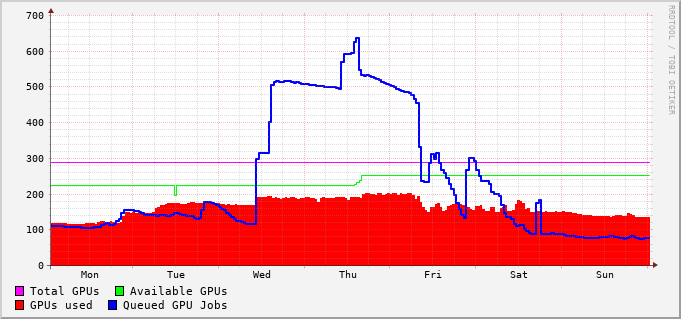 700
600
500
400
300
200
100
0
Mon Tue Wed Thu Fri Sat Sun
Total GPUs Available GPUs
GPUs used Queued GPU Jobs
RRDTOOL / TOBI OETIKER